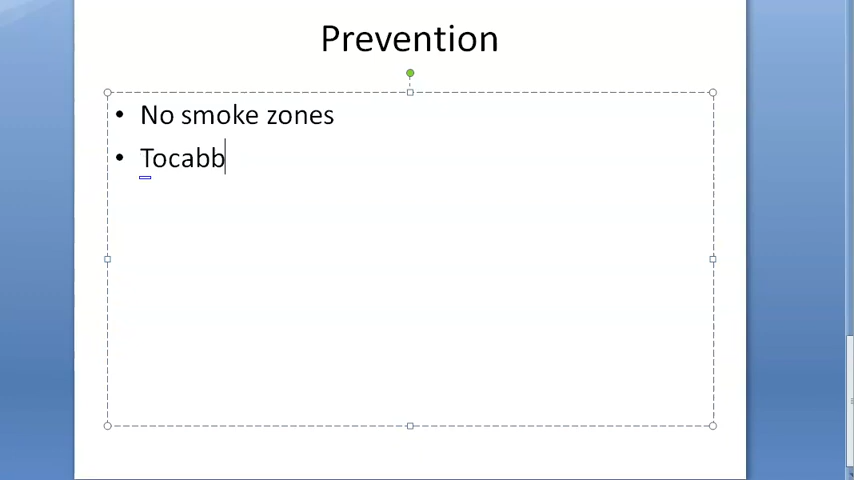 Prevention
• No smoke zones
• Tocabb